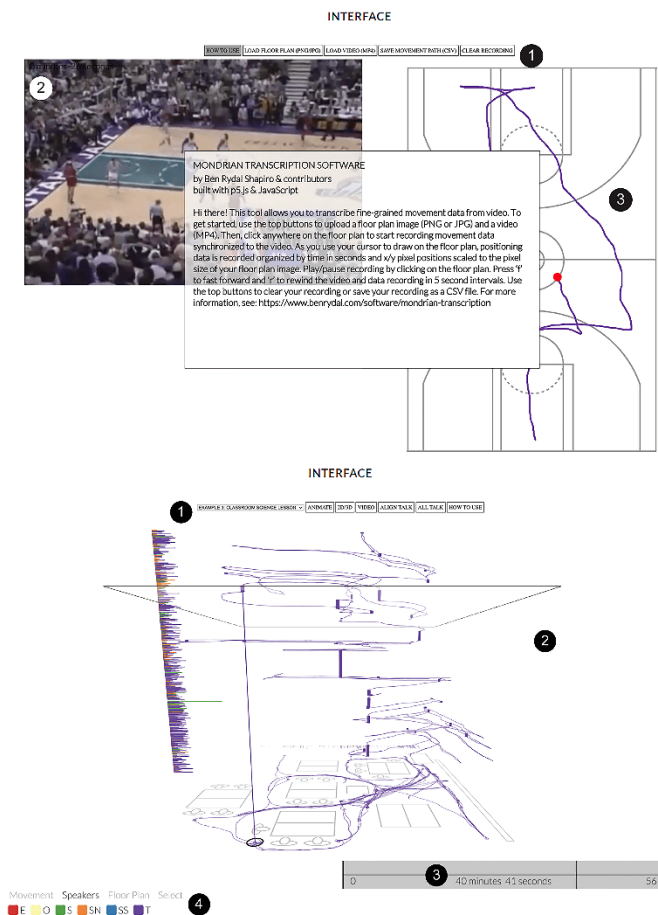 INTERFACE
HOW TO USE LOAD FLOOR PLAN (PNG/JPG) LOAD VIDEO (MP4) SAVE MOVEMENT PATH (CSV) CLEAR RECORDING
1
2
3
MONDRIAN TRANSCRIPTION SOFTWARE
by Ben Rydal Shapiro & contributors
built with p5.js & JavaScript
Hi there! This tool allows you to transcribe fine-grained movement data from video. To
get started, use the top buttons to upload a floor plan image (PNG or JPG) and a video
(MP4). Then, click anywhere on the floor plan to start recording movement data
synchronized to the video. As you use your cursor to draw on the floor plan, positioning
data is recorded organized by time in seconds and x/y pixel positions scaled to the pixel
size of your floor plan image. Play/pause recording by clicking on the floor plan. Press 'f'
to fast forward and 'r' to rewind the video and data recording in 5 second intervals. Use
the top buttons to clear your recording or save your recording as a CSV file. For more
information, see: https://www.benrydal.com/software/mondrian-transcription
INTERFACE
1
EXAMPLE 3: CLASSROOM SCIENCE LESSON ANIMATE 2D/3D VIDEO ALIGN TALK ALL TALK HOW TO USE
2
0 3 40 minutes 41 seconds 56
Movement Speakers Floor Plan Select
E O S SN SS T 4